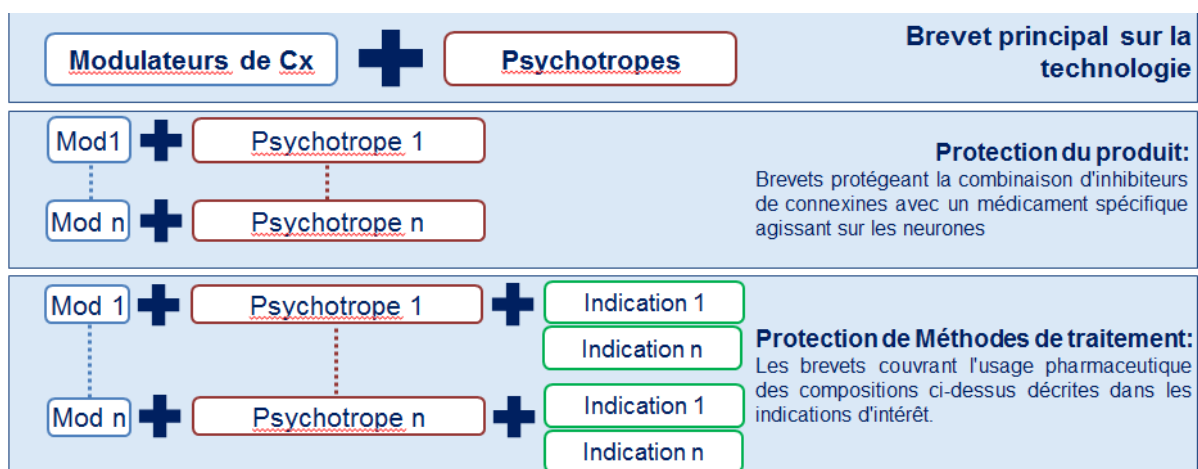 Modulateurs de Cx
Psychotropes
Brevet principal sur la
technologie
Mod1
Psychotrope 1
Mod n
Psychotrope n
Protection du produit:
Brevets protégeant la combinaison d'inhibiteurs
de connexines avec un médicament spécifique
agissant sur les neurones
Mod 1
Psychotrope 1
Indication 1
Indication n
Mod n
Psychotrope n
Indication 1
Indication n
Protection de Méthodes de traitement:
Les brevets couvrant l'usage pharmaceutique
des compositions ci-dessus décrites dans les
indications d'intérêt.